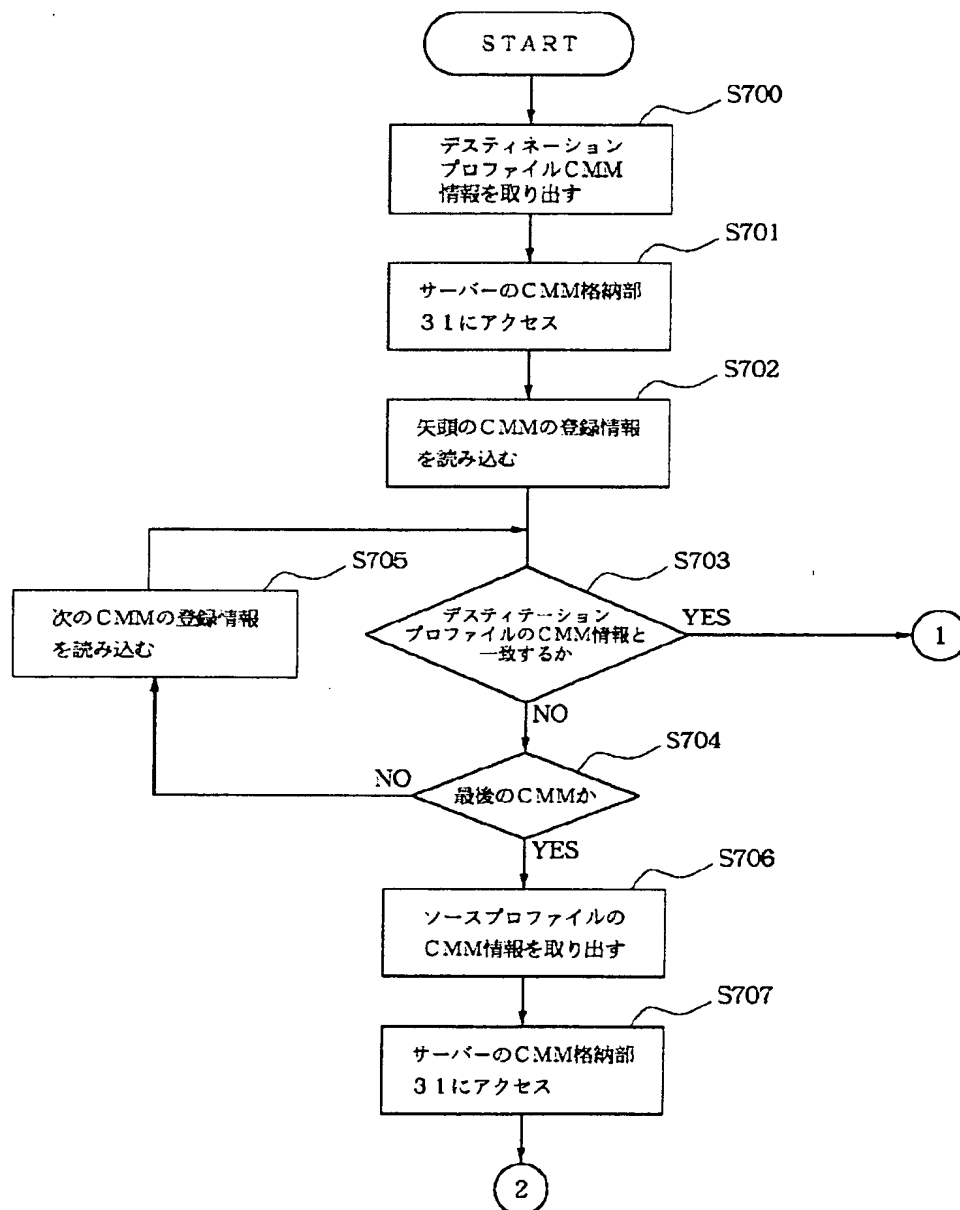 START
S700
デスティネーション
プロファイルCMM
情報を取り出す
S701
サーバーのCMM格納部
31にアクセス
S702
矢頭のCMMの登録情報
を読み込む
S705
次のCMMの登録情報
を読み込む
S703
デスティテーション
プロファイルのCMM情報と
一致するか
YES
1
NO
S704
最後のCMMか
NO
YES
S706
ソースプロファイルの
CMM情報を取り出す
S707
サーバーのCMM格納部
31にアクセス
2